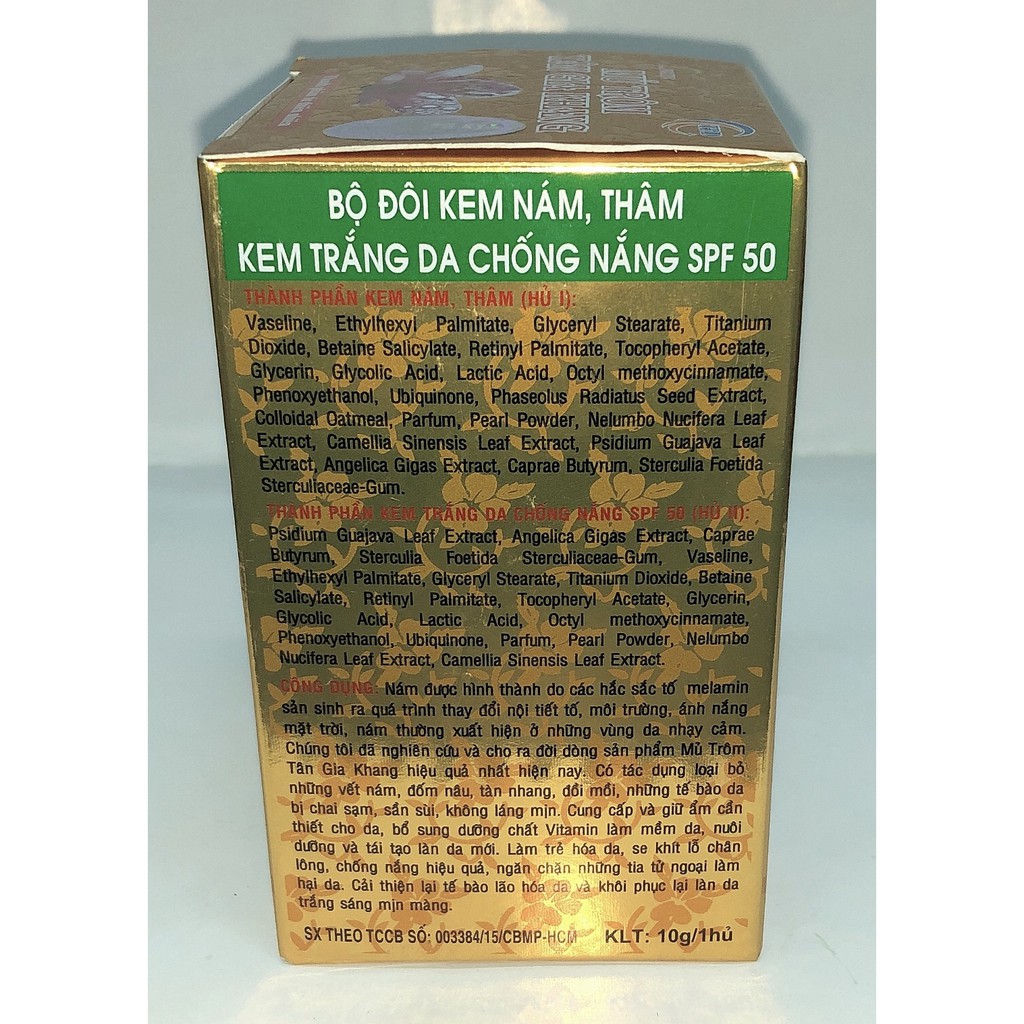 TÂN GIA KHANG
MỦ TRÔM
BỘ ĐÔI KEM NÁM, THÂM
KEM TRẮNG DA CHỐNG NẮNG SPF 50
THÀNH PHẦN KEM NÁM, THÂM (HỦ I):
Vaseline, Ethylhexyl Palmitate, Glyceryl Stearate, Titanium
Dioxide, Betaine Salicylate, Retinyl Palmitate, Tocopheryl Acetate,
Glycerin, Glycolic Acid, Lactic Acid, Octyl methoxycinnamate,
Phenoxyethanol, Ubiquinone, Phaseolus Radiatus Seed Extract,
Colloidal Oatmeal, Parfum, Pearl Powder, Nelumbo Nucifera Leaf
Extract, Camellia Sinensis Leaf Extract, Psidium Guajava Leaf
Extract, Angelica Gigas Extract, Caprae Butyrum, Sterculia Foetida
Sterculiaceae-Gum.
THÀNH PHẦN KEM TRẮNG DA CHỐNG NẮNG SPF 50 (HỦ II):
Psidium Guajava Leaf Extract, Angelica Gigas Extract, Caprae
Butyrum, Sterculia Foetida Sterculiaceae-Gum, Vaseline,
Ethylhexyl Palmitate, Glyceryl Stearate, Titanium Dioxide, Betaine
Salicylate, Retinyl Palmitate, Tocopheryl Acetate, Glycerin,
Glycolic Acid, Lactic Acid, Octyl methoxycinnamate,
Phenoxyethanol, Ubiquinone, Parfum, Pearl Powder, Nelumbo
Nucifera Leaf Extract, Camellia Sinensis Leaf Extract.
CÔNG DỤNG: Nám được hình thành do các hắc sắc tố melamin
sản sinh ra quá trình thay đổi nội tiết tố, môi trường, ánh nắng
mặt trời, nám thường xuất hiện ở những vùng da nhạy cảm.
Chúng tôi đã nghiên cứu và cho ra đời dòng sản phẩm Mủ Trôm
Tân Gia Khang hiệu quả nhất hiện nay. Có tác dụng loại bỏ
những vết nám, đốm nâu, tàn nhang, đồi mồi, những tế bào da
bị chai sạm, sần sùi, không láng mịn. Cung cấp và giữ ẩm cần
thiết cho da, bổ sung dưỡng chất Vitamin làm mềm da, nuôi
dưỡng và tái tạo làn da mới. Làm trẻ hóa da, se khít lỗ chân
lông, chống nắng hiệu quả, ngăn chặn những tia tử ngoại làm
hại da. Cải thiện lại tế bào lão hóa da và khôi phục lại làn da
trắng sáng mịn màng.
SX THEO TCCB SỐ: 003384/15/CBMP-HCM KLT: 10g/1hủ